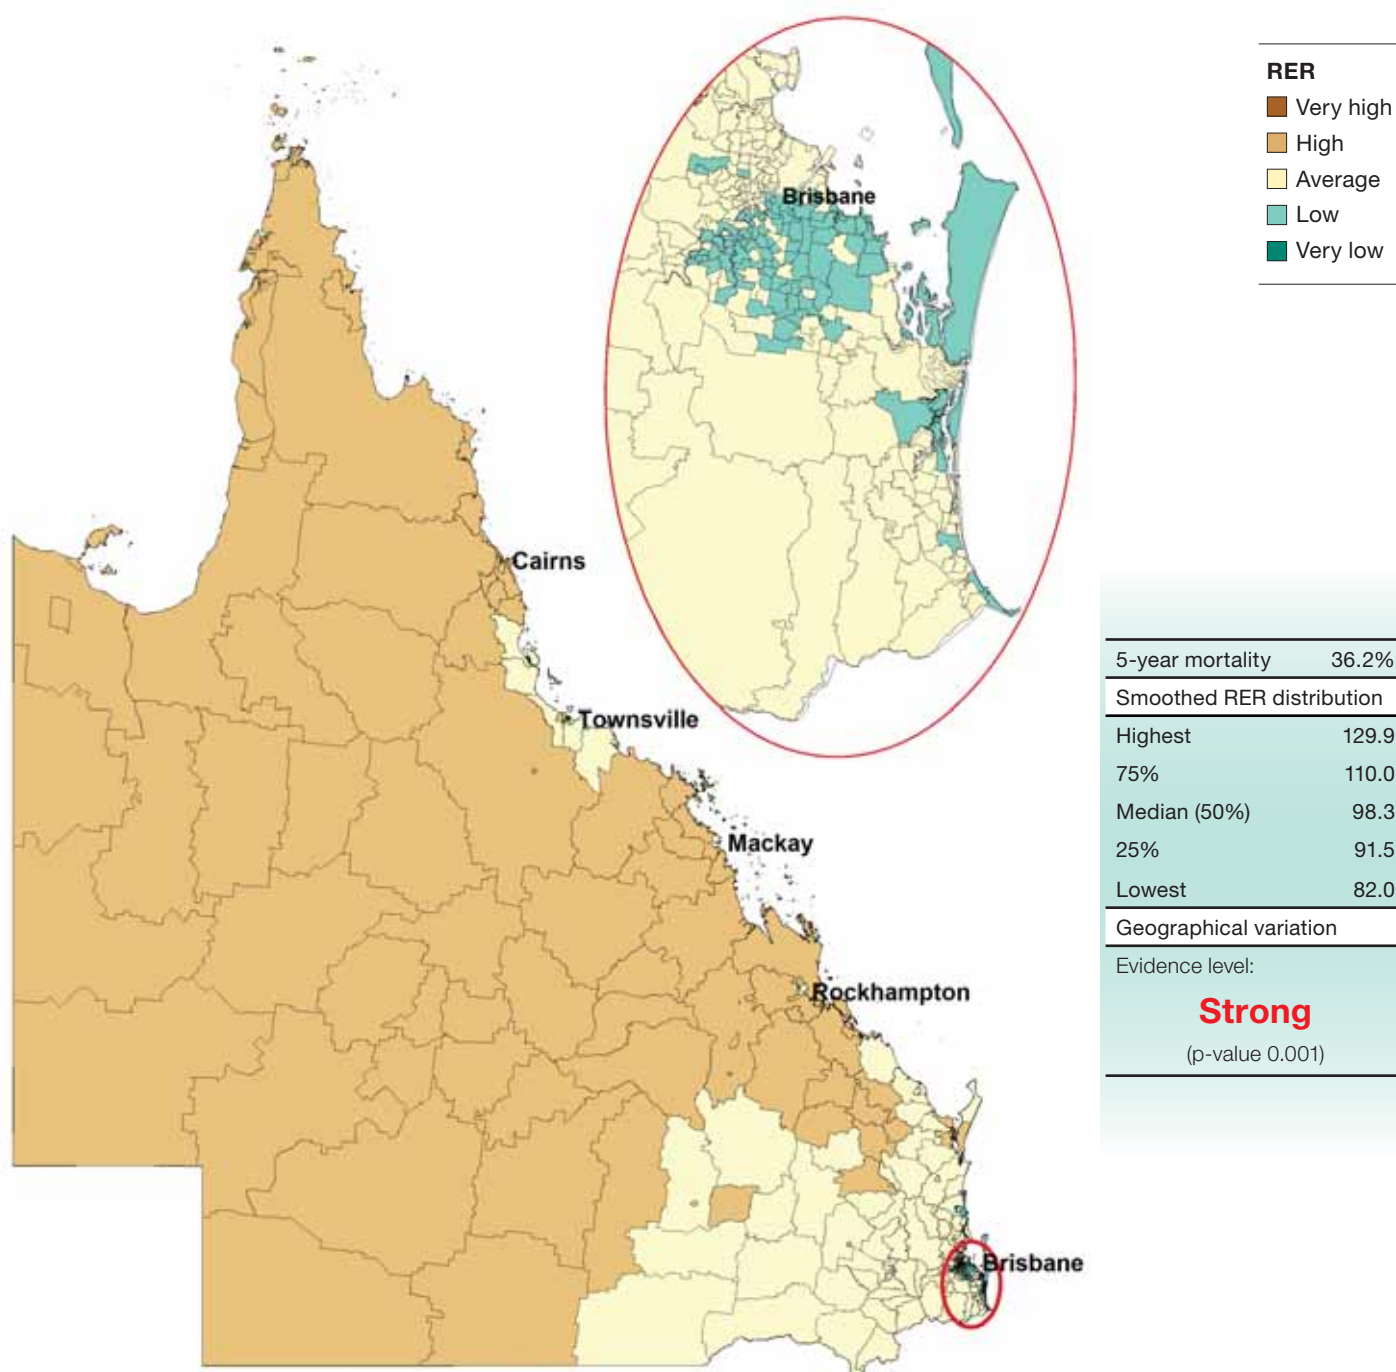 RER
Very high
High
Average
Low
Very low
Brisbane
Cairns
Townsville
Mackay
Rockhampton
Brisbane
5-year mortality 36.2%
Smoothed RER distribution
Highest 129.9
75% 110.0
Median (50%) 98.3
25% 91.5
Lowest 82.0
Geographical variation
Evidence level:
Strong
(p-value 0.001)